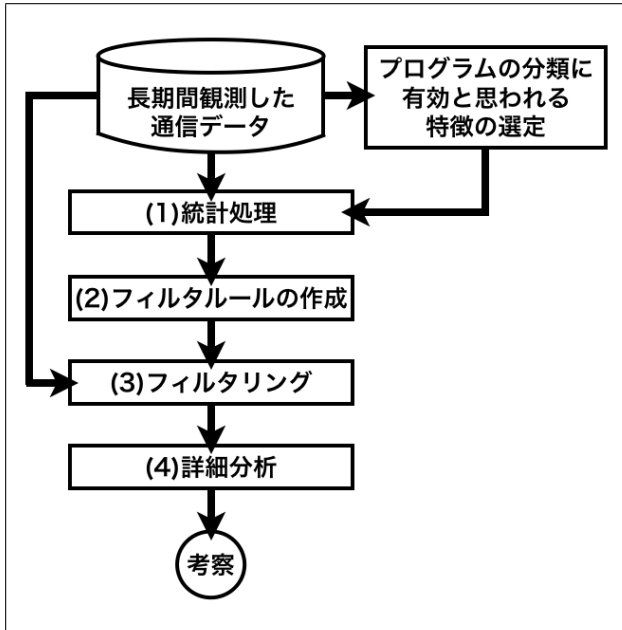 長期間観測した
通信データ
プログラムの分類に
有効と思われる
特徴の選定
(1)統計処理
(2)フィルタルールの作成
(3)フィルタリング
(4)詳細分析
考察